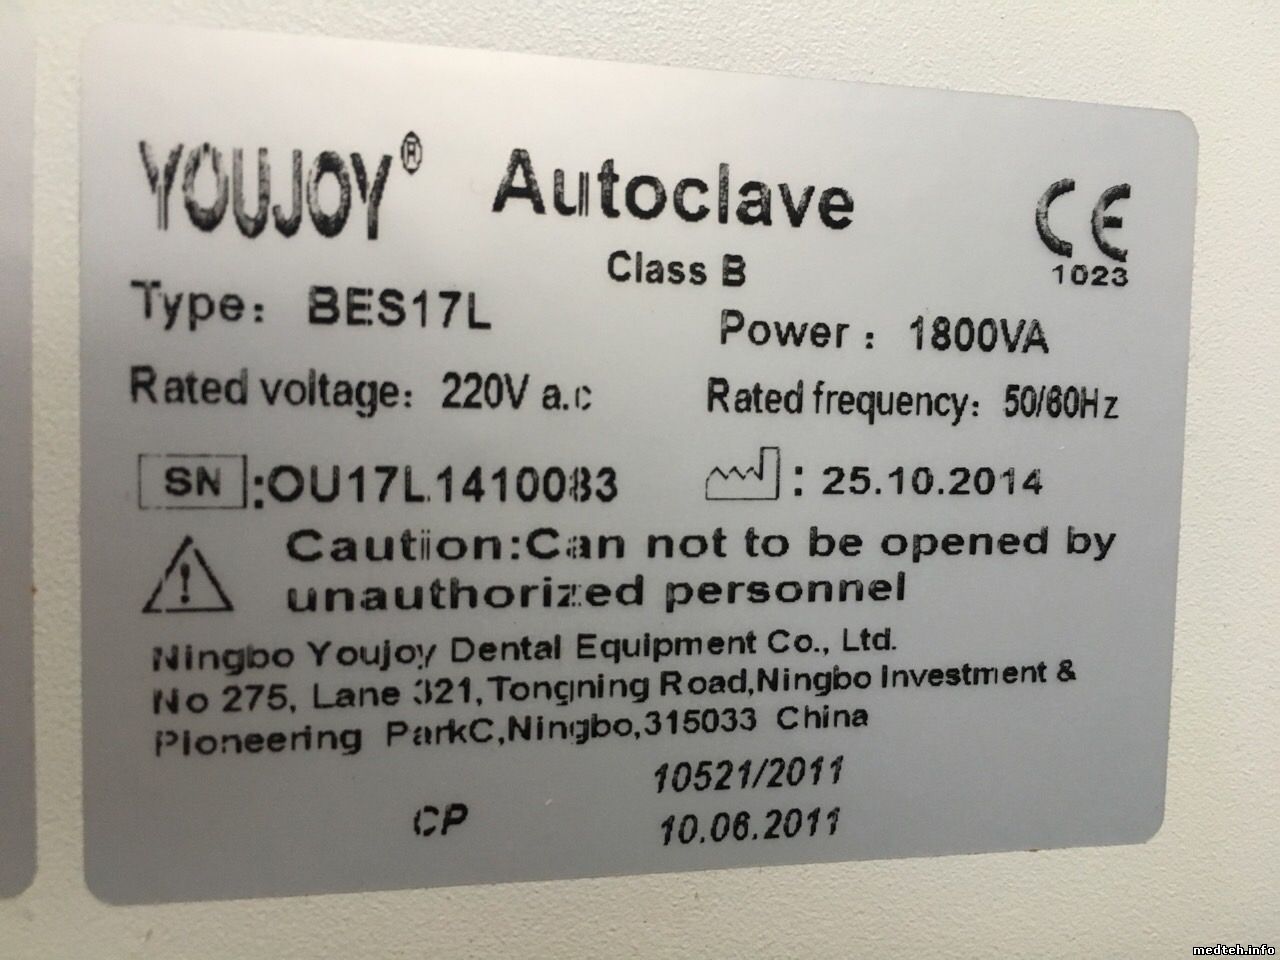 YOUJOY® Autoclave
CE
Class B
1023
Type: BES17L
Power: 1800VA
Rated voltage: 220V a.c
Rated frequency: 50/60Hz
SN :OU17L1410083
: 25.10.2014
Caution:Can not to be opened by
unauthorized personnel
Ningbo Youjoy Dental Equipment Co., Ltd.
No 275, Lane 321,Tongning Road,Ningbo Investment &
Pioneering ParkC,Ningbo,315033 China
10521/2011
CP
10.06.2011
medteh.info